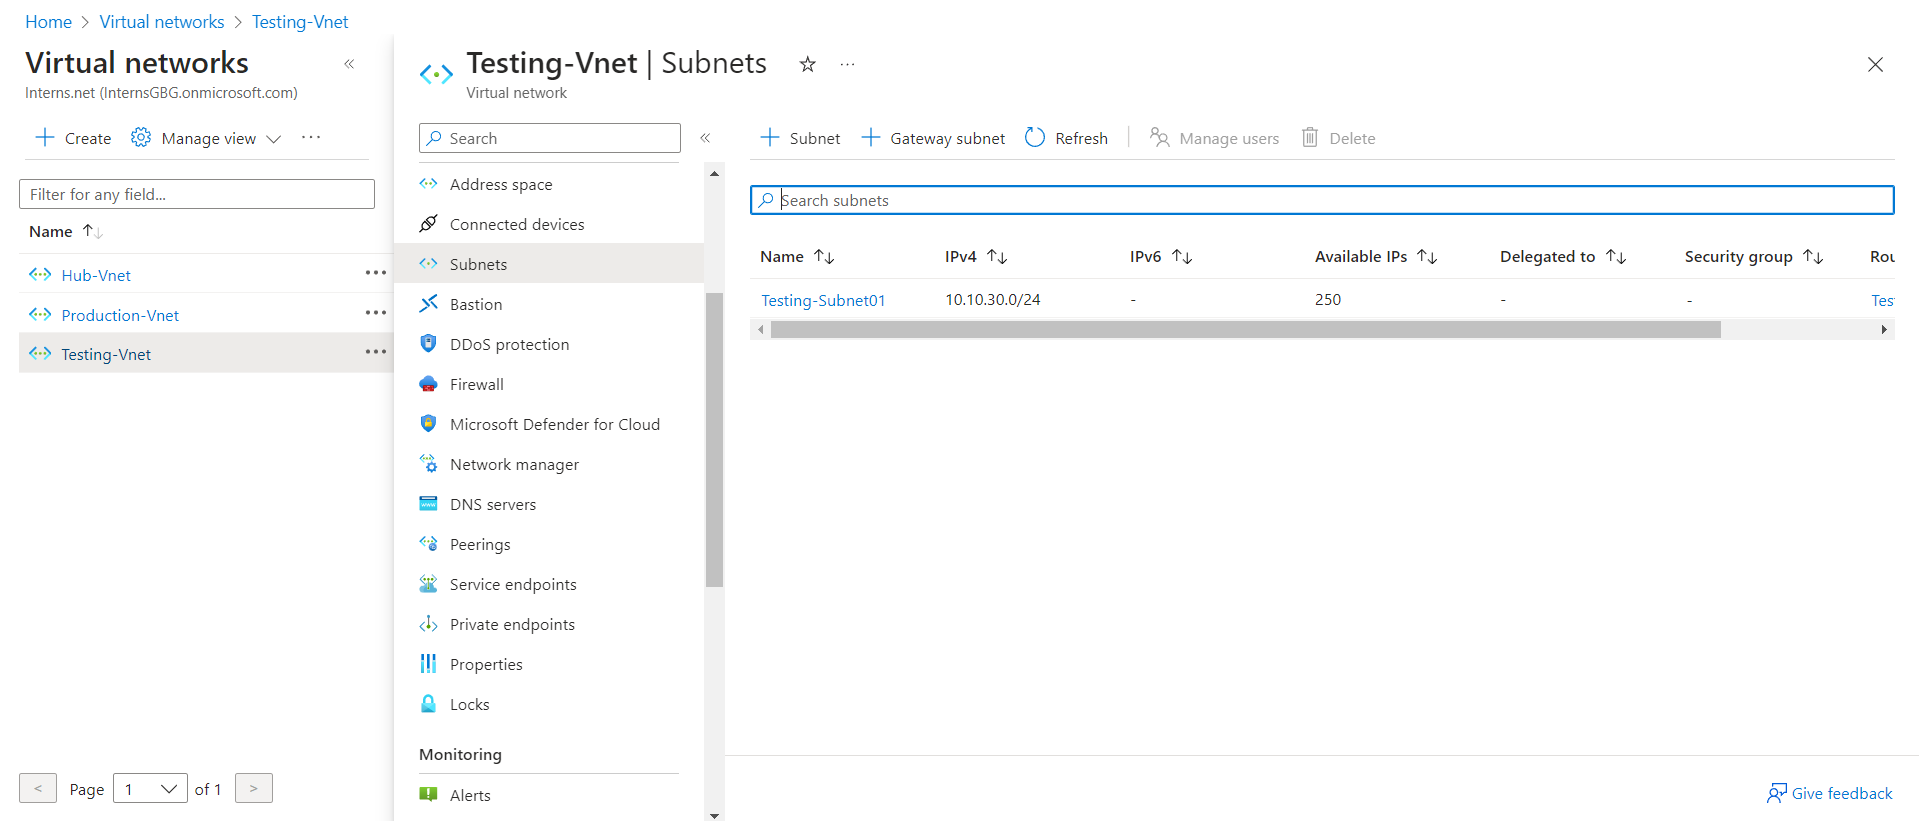 Home > Virtual networks > Testing-Vnet
Virtual networks
«
Interns.net (InternsGBG.onmicrosoft.com)
Create
Manage view
...
Filter for any field...
Name
Hub-Vnet
Production-Vnet
Testing-Vnet
< Page 1 of 1 >
Testing-Vnet | Subnets
...
Virtual network
Search
«
Address space
Connected devices
Subnets
Bastion
DDoS protection
Firewall
Microsoft Defender for Cloud
Network manager
DNS servers
Peerings
Service endpoints
Private endpoints
Properties
Locks
Monitoring
Alerts
+ Subnet + Gateway subnet Refresh | Manage users Delete
Search subnets
Name IPv4 IPv6 Available IPs Delegated to Security group Rou
Testing-Subnet01 10.10.30.0/24 - 250 - - Tes
Give feedback